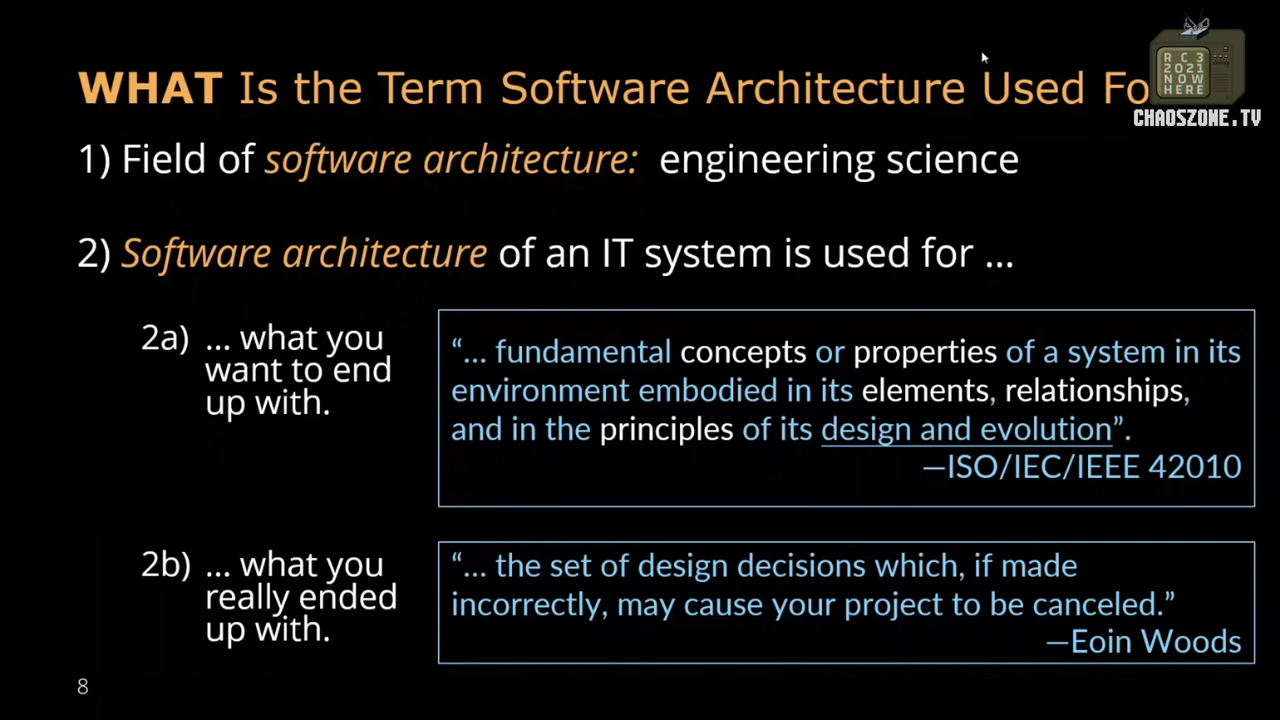 WHAT Is the Term Software Architecture Used Fo
RC3
2021
NOW
HERE
CHAOSZONE.TV
1) Field of software architecture: engineering science
2) Software architecture of an IT system is used for ...
2a) ... what you
want to end
up with.
“... fundamental concepts or properties of a system in its
environment embodied in its elements, relationships,
and in the principles of its design and evolution”.
—ISO/IEC/IEEE 42010
2b) ... what you
really ended
up with.
“... the set of design decisions which, if made
incorrectly, may cause your project to be canceled.”
—Eoin Woods
8